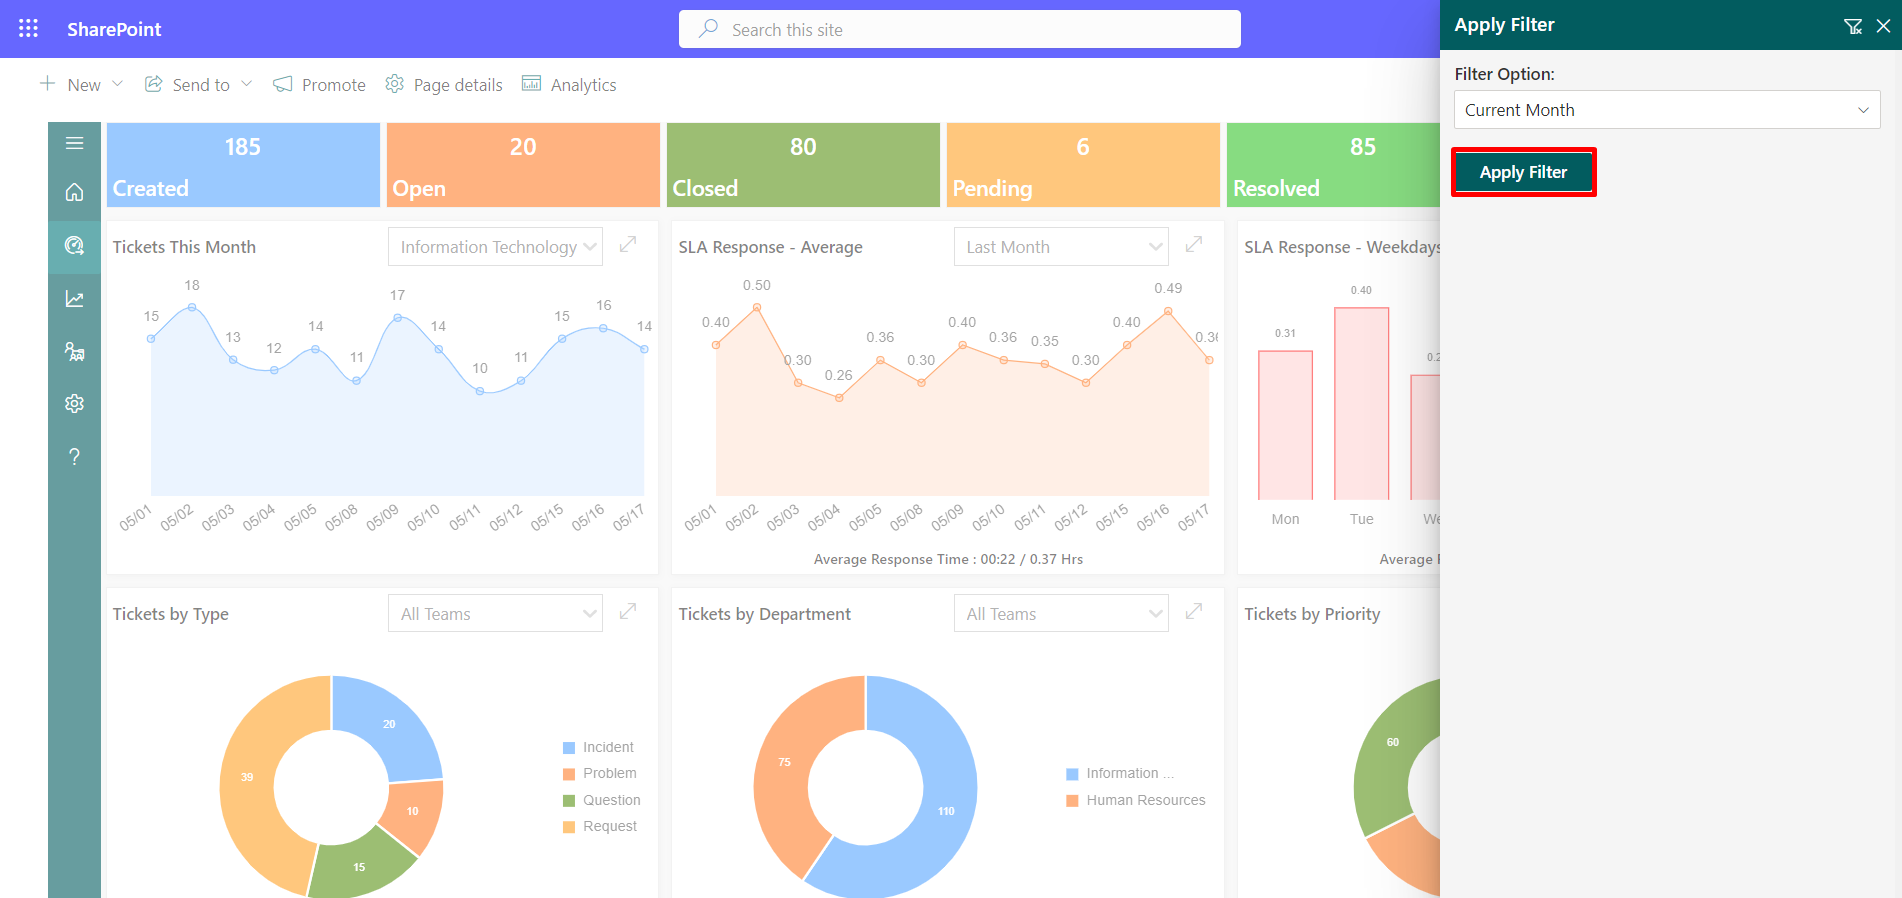 SharePoint
Search this site
Apply Filter
New
Send to
Promote
Page details
Analytics
Filter Option:
Current Month
Apply Filter
185
Created
20
Open
80
Closed
6
Pending
85
Resolved
Tickets This Month
Information Technology
15
18
13
12
14
11
17
14
10
11
15
16
14
05/01
05/02
05/03
05/04
05/05
05/08
05/09
05/10
05/11
05/12
05/15
05/16
05/17
SLA Response - Average
Last Month
0.40
0.50
0.30
0.26
0.36
0.30
0.40
0.36
0.35
0.30
0.40
0.49
05/01
05/02
05/03
05/04
05/05
05/08
05/09
05/10
05/11
05/12
05/15
05/16
05/17
Average Response Time : 00:22 / 0.37 Hrs
SLA Response - Weekdays
0.31
0.40
Mon
Tue
Average
Tickets by Type
All Teams
20
10
15
39
Incident
Problem
Question
Request
Tickets by Department
All Teams
75
110
Information ...
Human Resources
Tickets by Priority
60